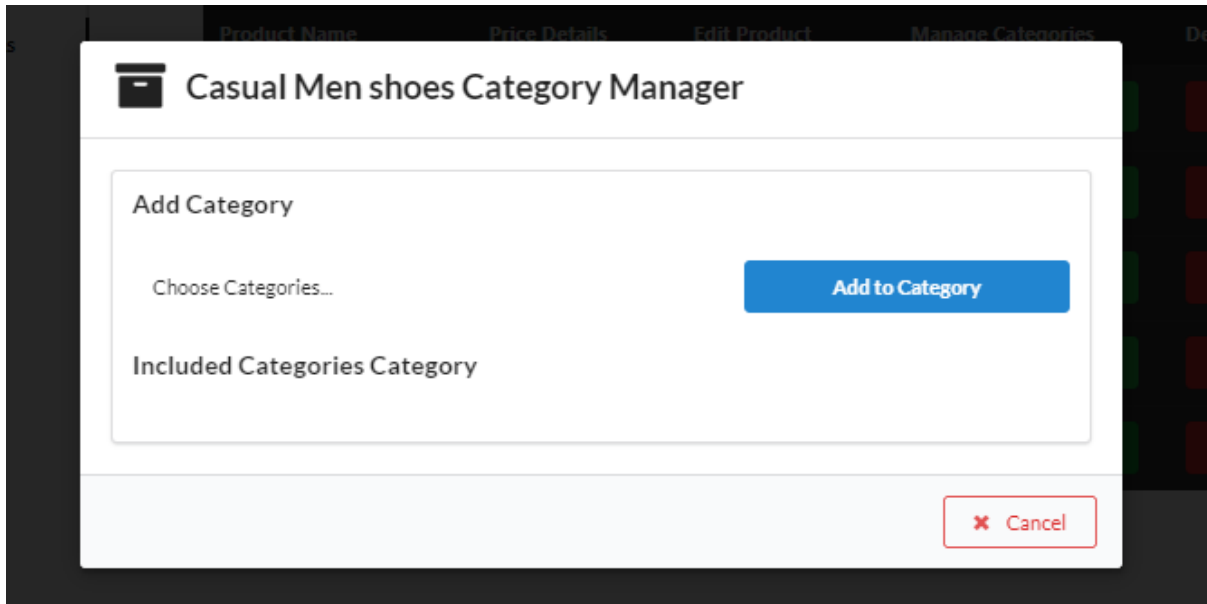 s Product Name Price Details Edit Product Manage Categories De
Casual Men shoes Category Manager
Add Category
Choose Categories... Add to Category
Included Categories Category
Cancel